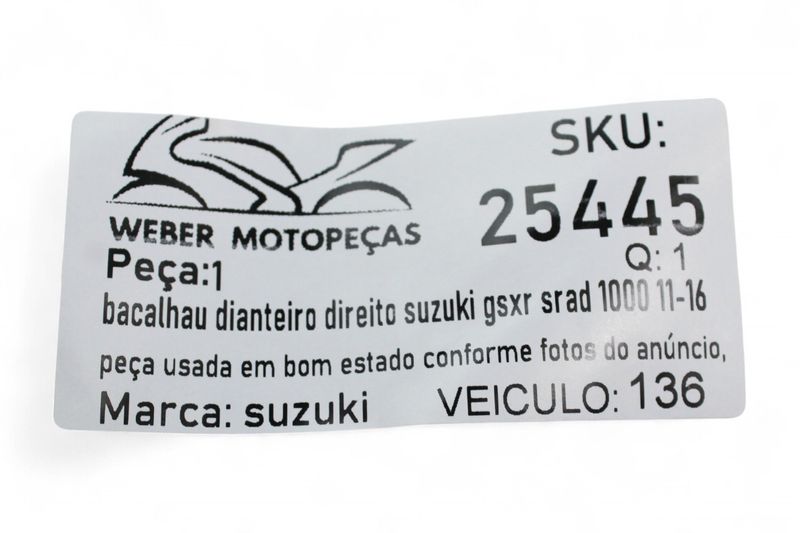 WEBER MOTOPEÇAS
SKU:
25445
Q: 1
Peça:1
bacalhau dianteiro direito suzuki gsxr srad 1000 11-16
peça usada em bom estado conforme fotos do anúncio,
Marca: suzuki
VEICULO: 136